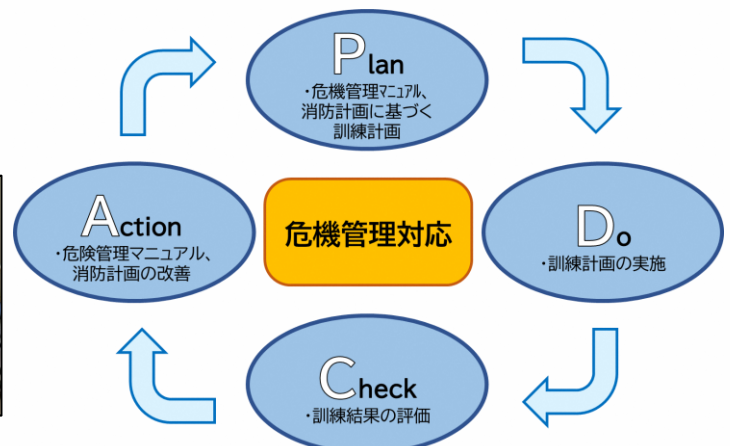 Plan
・危機管理ﾏﾆｭｱﾙ、
消防計画に基づく
訓練計画
Action
・危険管理マニュアル、
消防計画の改善
危機管理対応
Do
・訓練計画の実施
Check
・訓練結果の評価